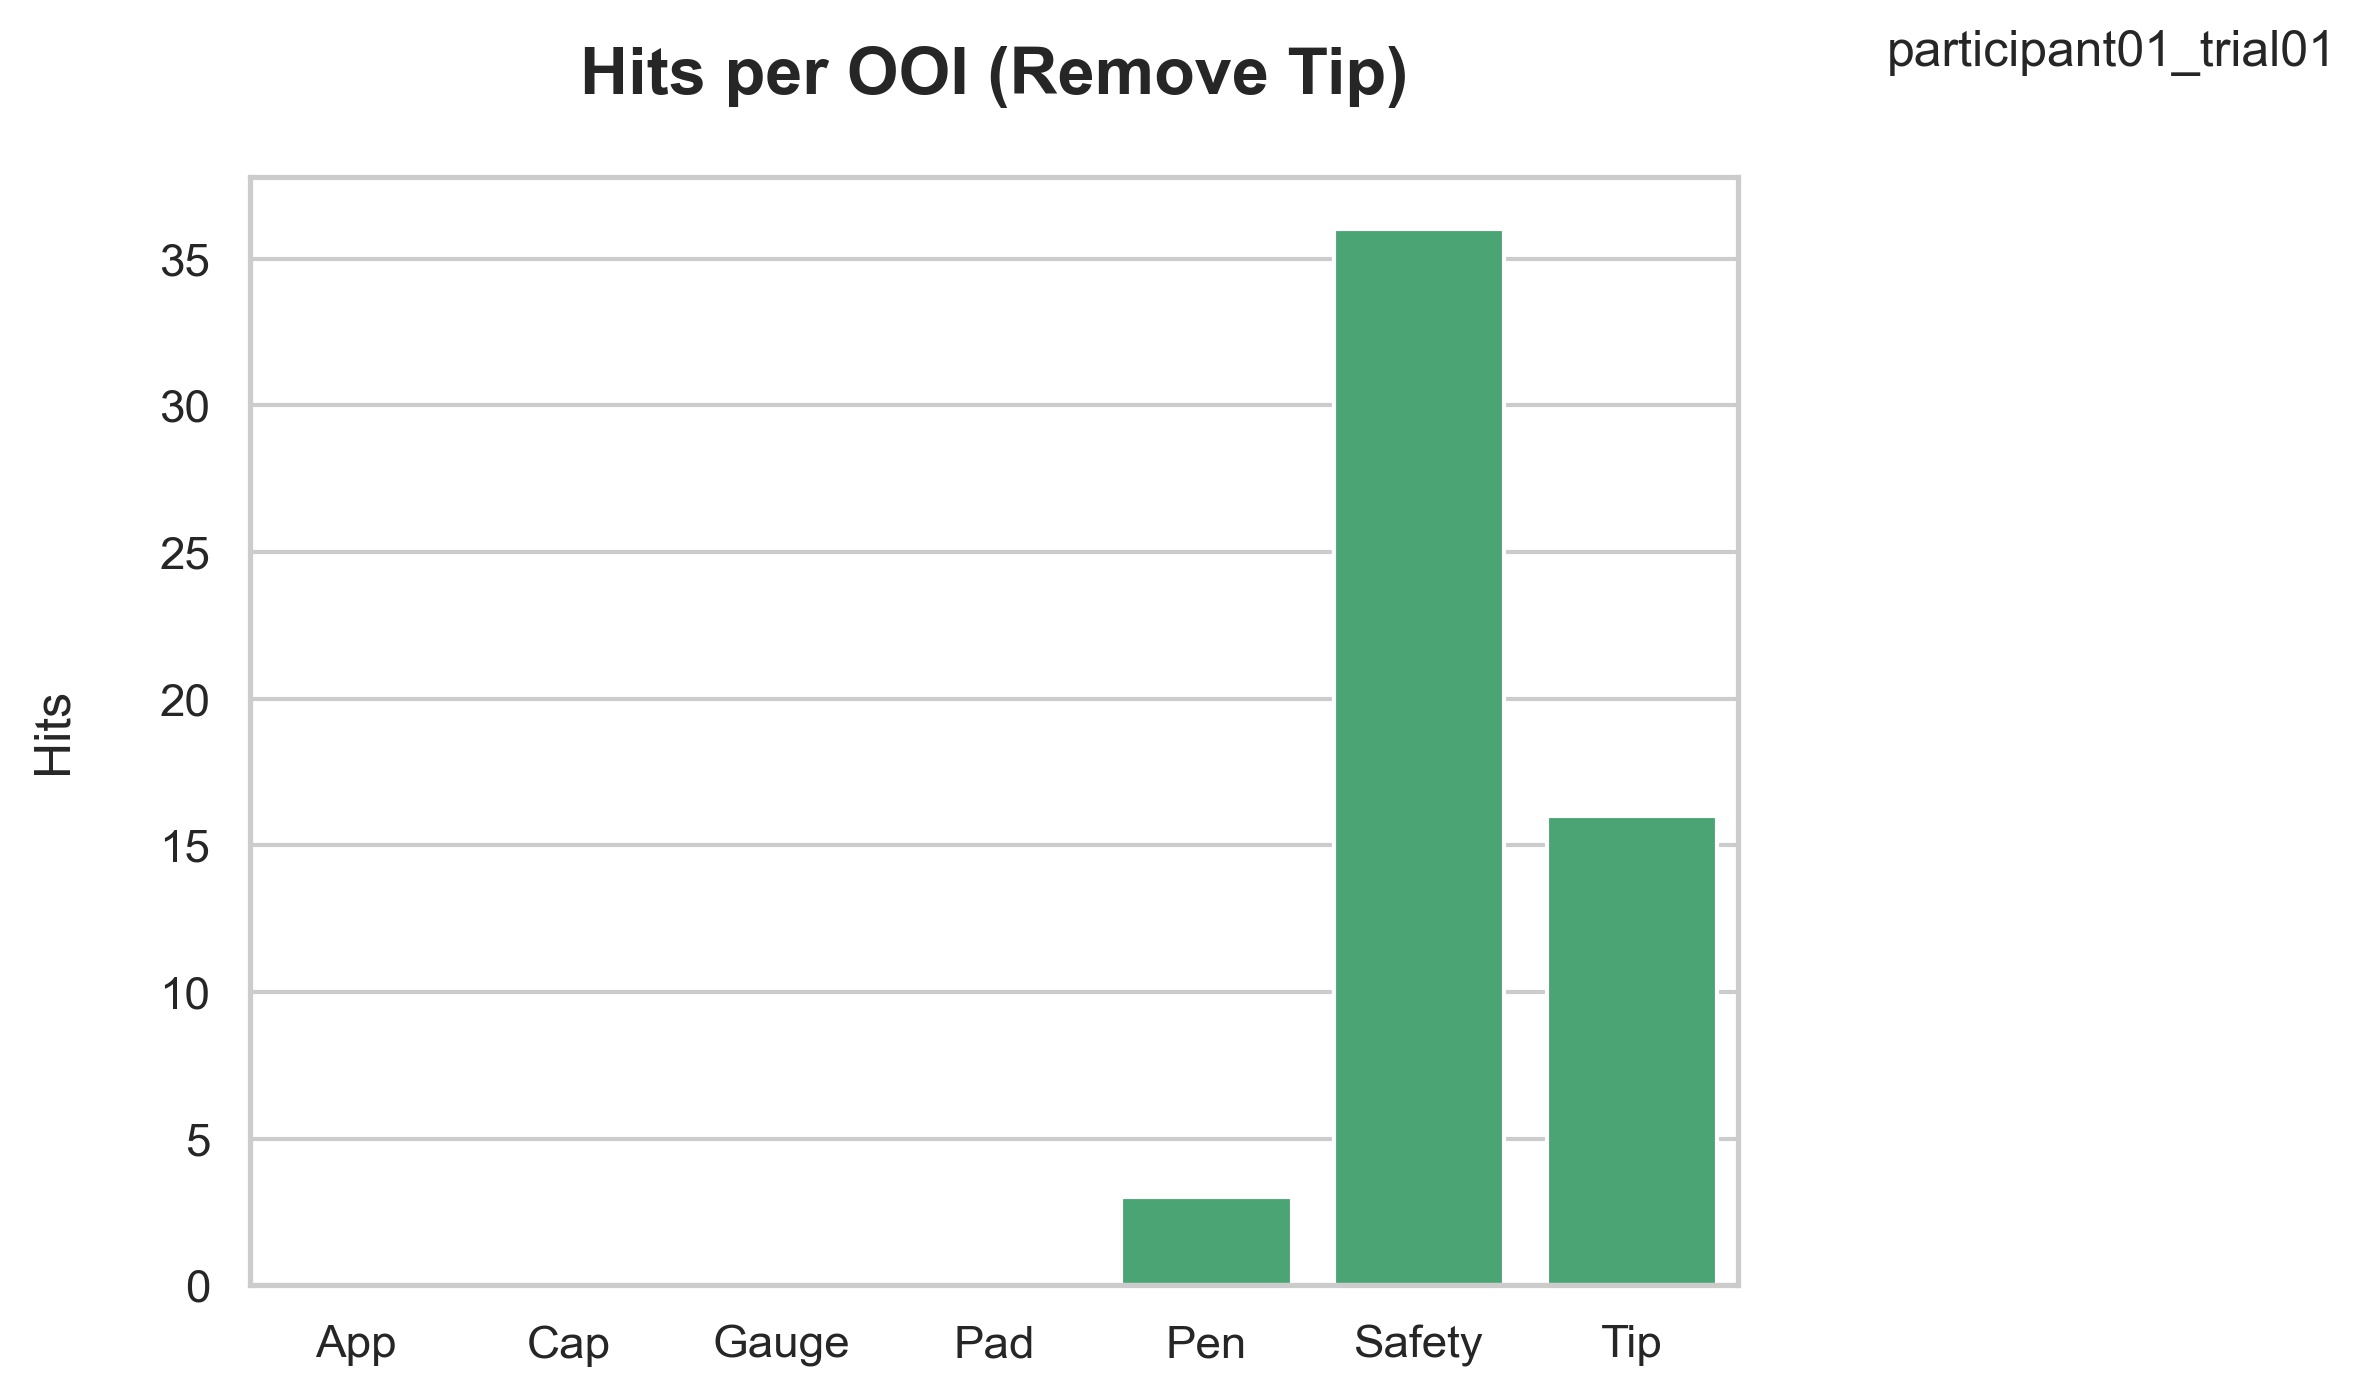 Hits per OOI (Remove Tip)
participant01_trial01
Hits
35
30
25
20
15
10
5
0
App
Cap
Gauge
Pad
Pen
Safety
Tip